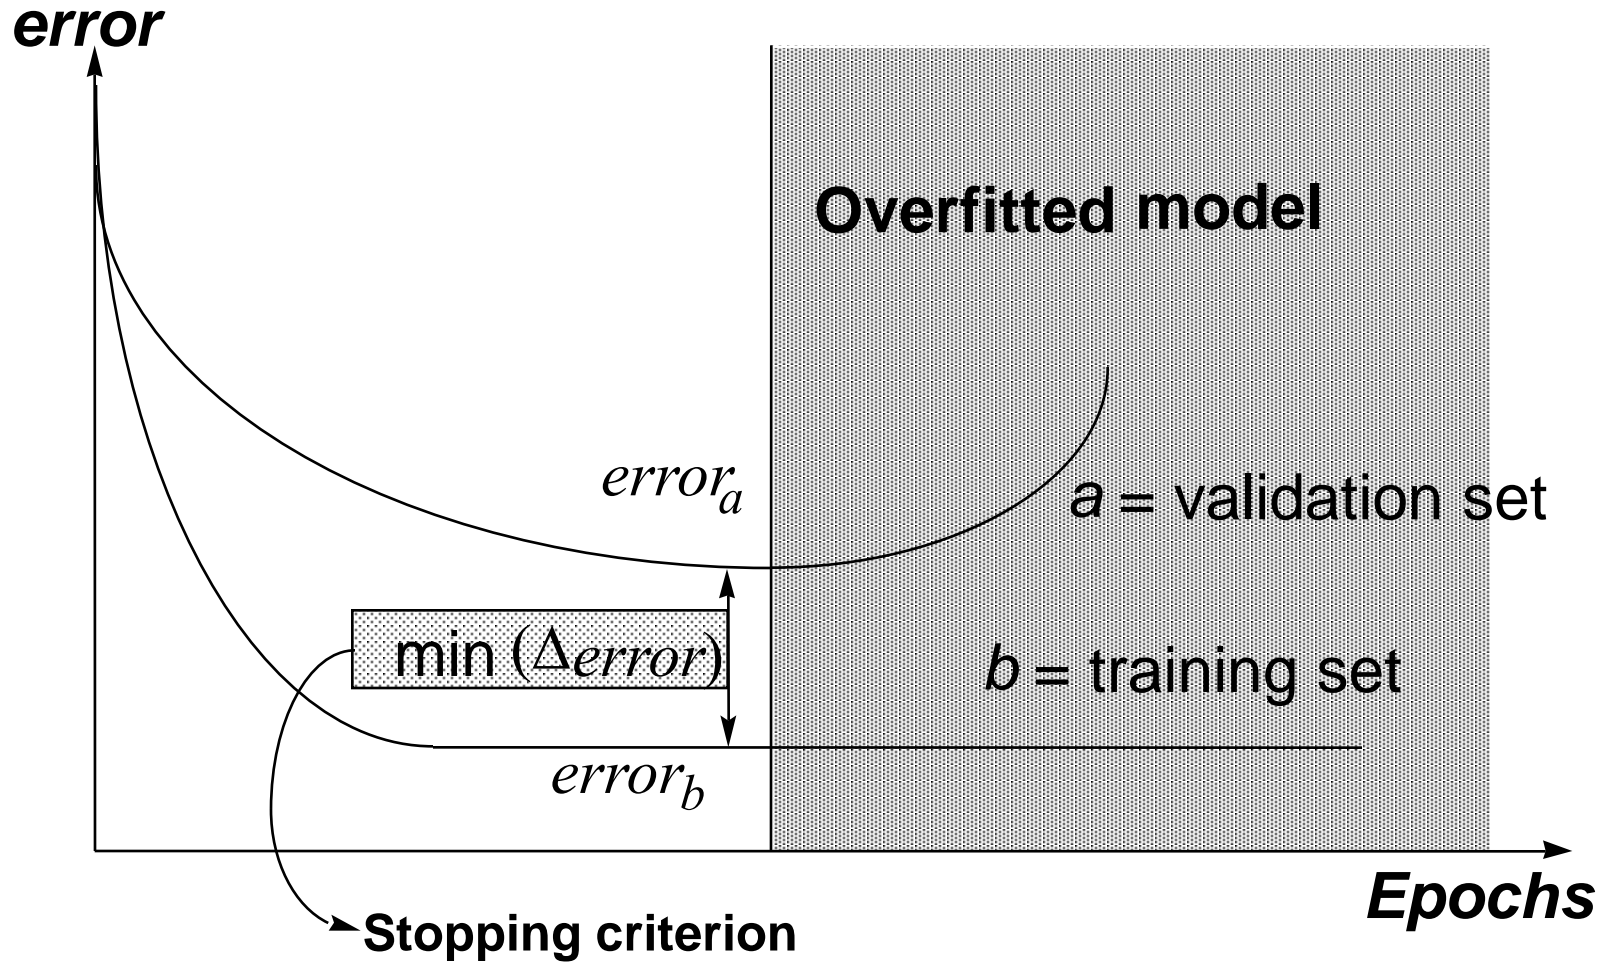 error
Overfitted model
error_a
a = validation set
min (Δerror)
b = training set
error_b
Epochs
Stopping criterion